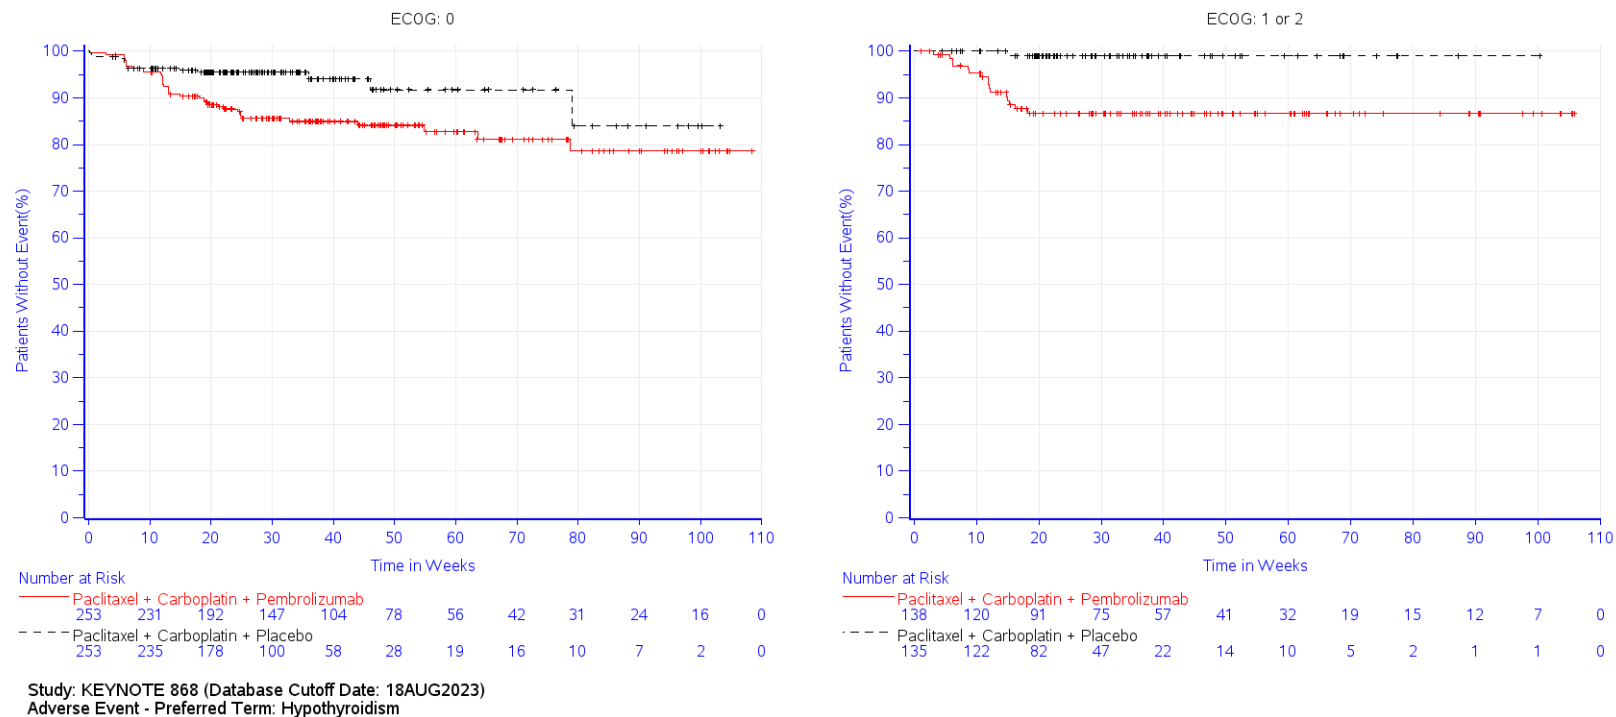 ECOG: 0
100
90
80
70
60
50
40
30
20
10
0
Patients Without Event(%)
0 10 20 30 40 50 60 70 80 90 100 110
Time in Weeks
Number at Risk
Paclitaxel + Carboplatin + Pembrolizumab
253 231 192 147 104 78 56 42 31 24 16 0
Paclitaxel + Carboplatin + Placebo
253 235 178 100 58 28 19 16 10 7 2 0
ECOG: 1 or 2
100
90
80
70
60
50
40
30
20
10
0
Patients Without Event(%)
0 10 20 30 40 50 60 70 80 90 100 110
Time in Weeks
Number at Risk
Paclitaxel + Carboplatin + Pembrolizumab
138 120 91 75 57 41 32 19 15 12 7 0
Paclitaxel + Carboplatin + Placebo
135 122 82 47 22 14 10 5 2 1 1 0
Study: KEYNOTE 868 (Database Cutoff Date: 18AUG2023)
Adverse Event - Preferred Term: Hypothyroidism